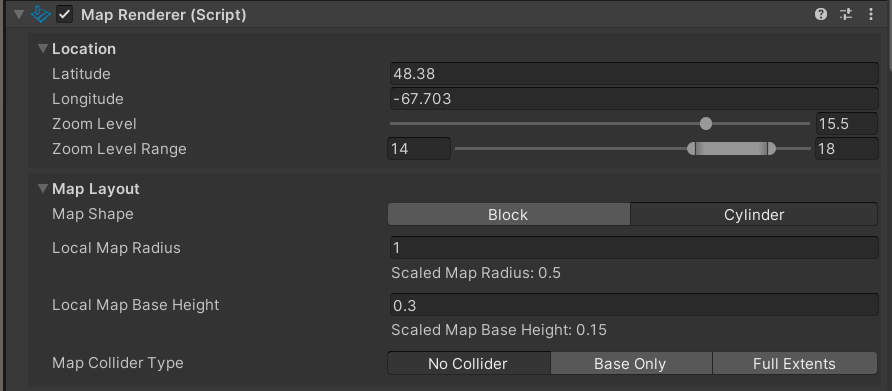 Map Renderer (Script)
Location
Latitude 48.38
Longitude -67.703
Zoom Level 15.5
Zoom Level Range 14 18
Map Layout
Map Shape Block Cylinder
Local Map Radius 1
Scaled Map Radius: 0.5
Local Map Base Height 0.3
Scaled Map Base Height: 0.15
Map Collider Type No Collider Base Only Full Extents